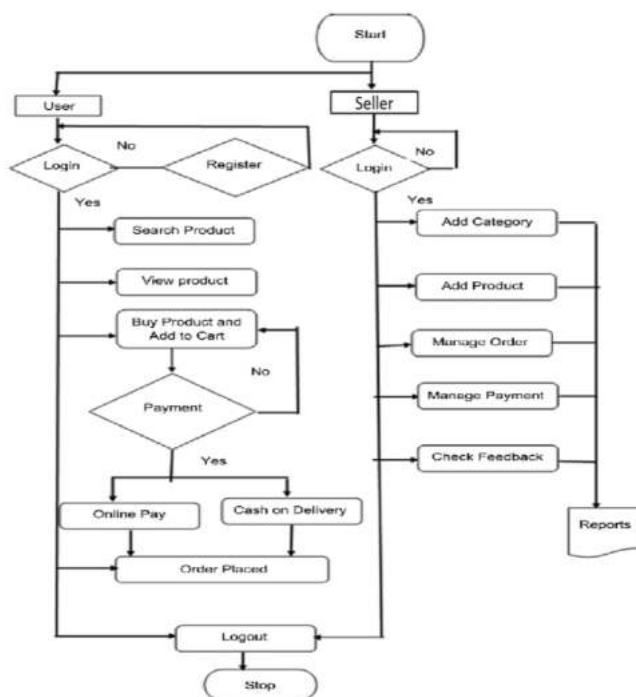 Start
User
Seller
No
Login
Register
No
Login
Yes
Yes
Search Product
Add Category
View product
Add Product
Buy Product and
Add to Cart
Manage Order
No
Payment
Manage Payment
Yes
Check Feedback
Online Pay
Cash on Delivery
Reports
Order Placed
Logout
Stop